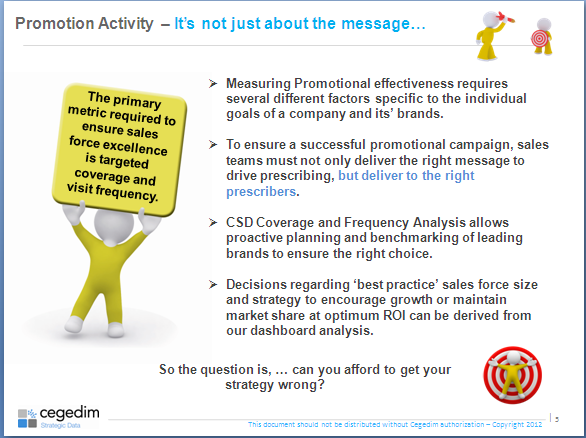 Promotion Activity – It's not just about the message…
The primary
metric required to
ensure sales
force excellence
is targeted
coverage and
visit frequency.
➢ Measuring Promotional effectiveness requires
several different factors specific to the individual
goals of a company and its' brands.
➢ To ensure a successful promotional campaign, sales
teams must not only deliver the right message to
drive prescribing, but deliver to the right
prescribers.
➢ CSD Coverage and Frequency Analysis allows
proactive planning and benchmarking of leading
brands to ensure the right choice.
➢ Decisions regarding 'best practice' sales force size
and strategy to encourage growth or maintain
market share at optimum ROI can be derived from
our dashboard analysis.
So the question is, … can you afford to get your
strategy wrong?
cegedim
Strategic Data
This document should not be distributed without Cegedim authorization – Copyright 2012
5